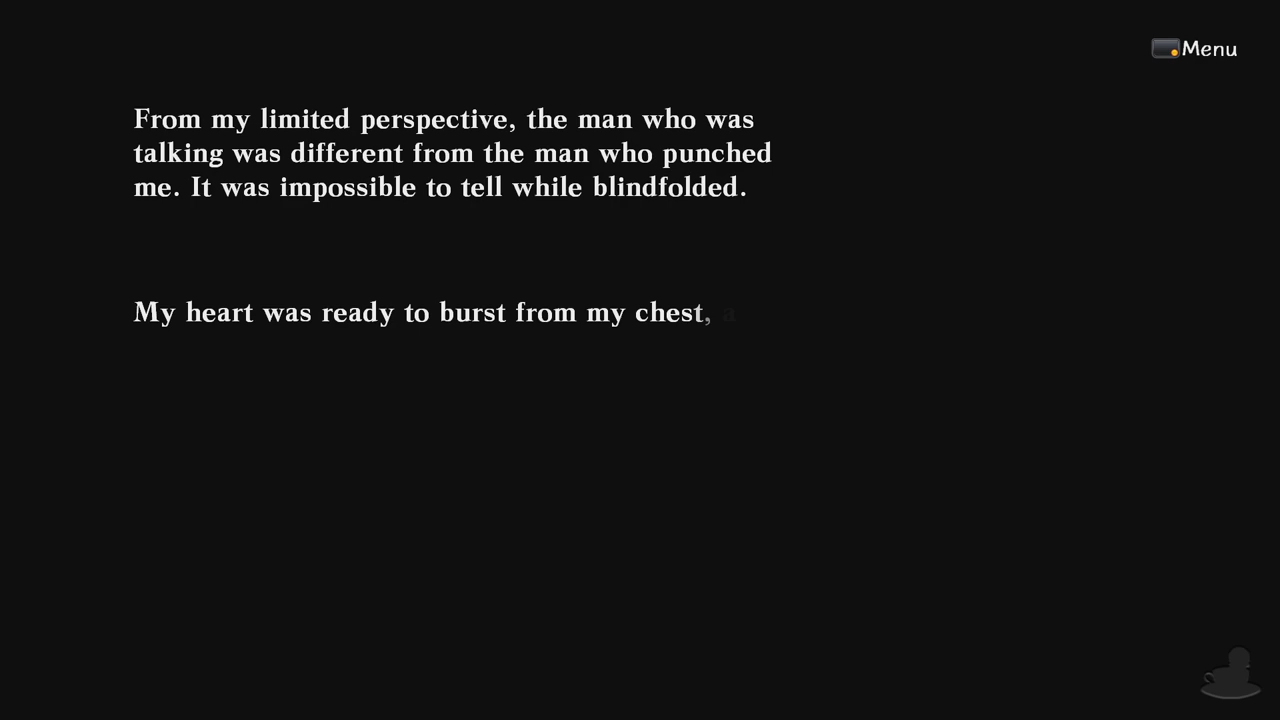 Menu
From my limited perspective, the man who was
talking was different from the man who punched
me. It was impossible to tell while blindfolded.
My heart was ready to burst from my chest, a